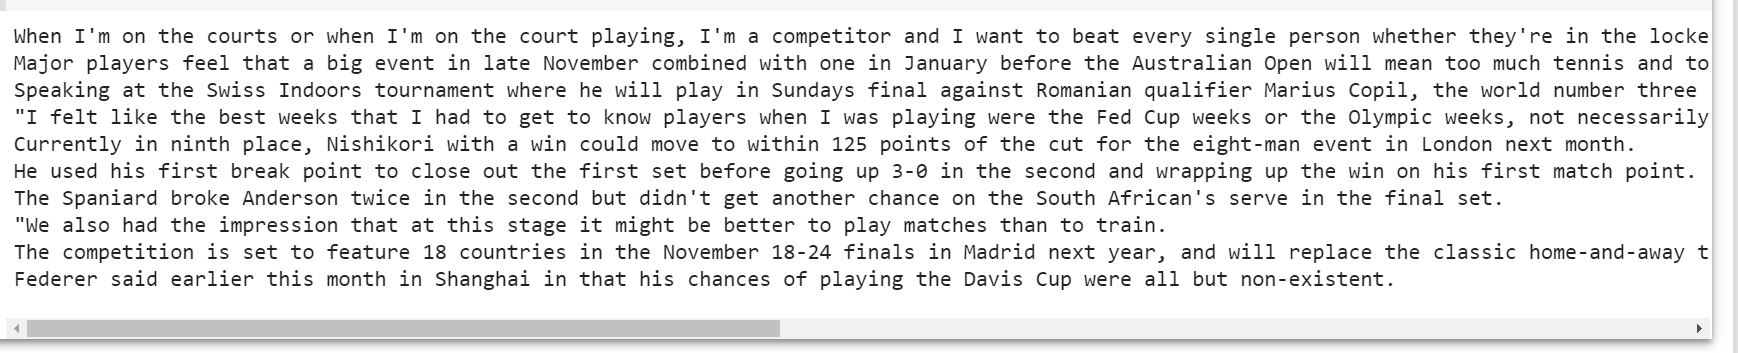 When I'm on the courts or when I'm on the court playing, I'm a competitor and I want to beat every single person whether they're in the locke
Major players feel that a big event in late November combined with one in January before the Australian Open will mean too much tennis and to
Speaking at the Swiss Indoors tournament where he will play in Sundays final against Romanian qualifier Marius Copil, the world number three
"I felt like the best weeks that I had to get to know players when I was playing were the Fed Cup weeks or the Olympic weeks, not necessarily
Currently in ninth place, Nishikori with a win could move to within 125 points of the cut for the eight-man event in London next month.
He used his first break point to close out the first set before going up 3-0 in the second and wrapping up the win on his first match point.
The Spaniard broke Anderson twice in the second but didn't get another chance on the South African's serve in the final set.
"We also had the impression that at this stage it might be better to play matches than to train.
The competition is set to feature 18 countries in the November 18-24 finals in Madrid next year, and will replace the classic home-and-away t
Federer said earlier this month in Shanghai in that his chances of playing the Davis Cup were all but non-existent.